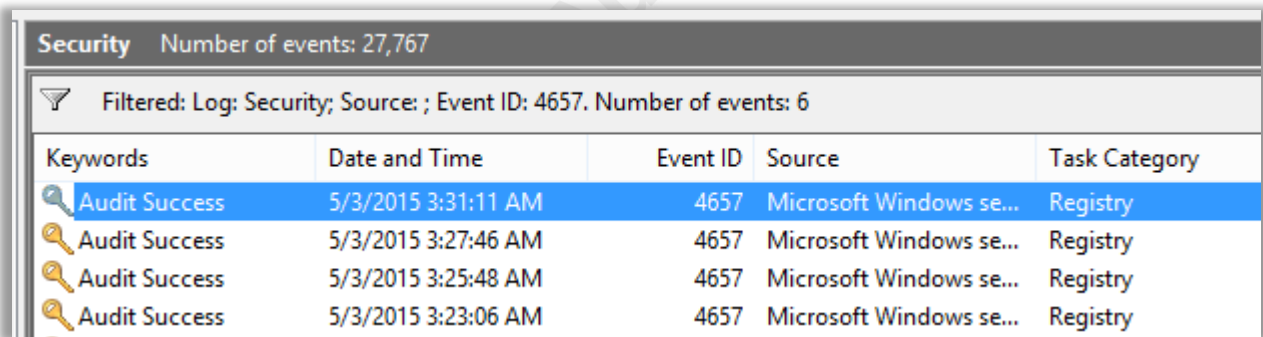 Security Number of events: 27,767
Filtered: Log: Security; Source: ; Event ID: 4657. Number of events: 6
Keywords Date and Time Event ID Source Task Category
Audit Success 5/3/2015 3:31:11 AM 4657 Microsoft Windows se... Registry
Audit Success 5/3/2015 3:27:46 AM 4657 Microsoft Windows se... Registry
Audit Success 5/3/2015 3:25:48 AM 4657 Microsoft Windows se... Registry
Audit Success 5/3/2015 3:23:06 AM 4657 Microsoft Windows se... Registry